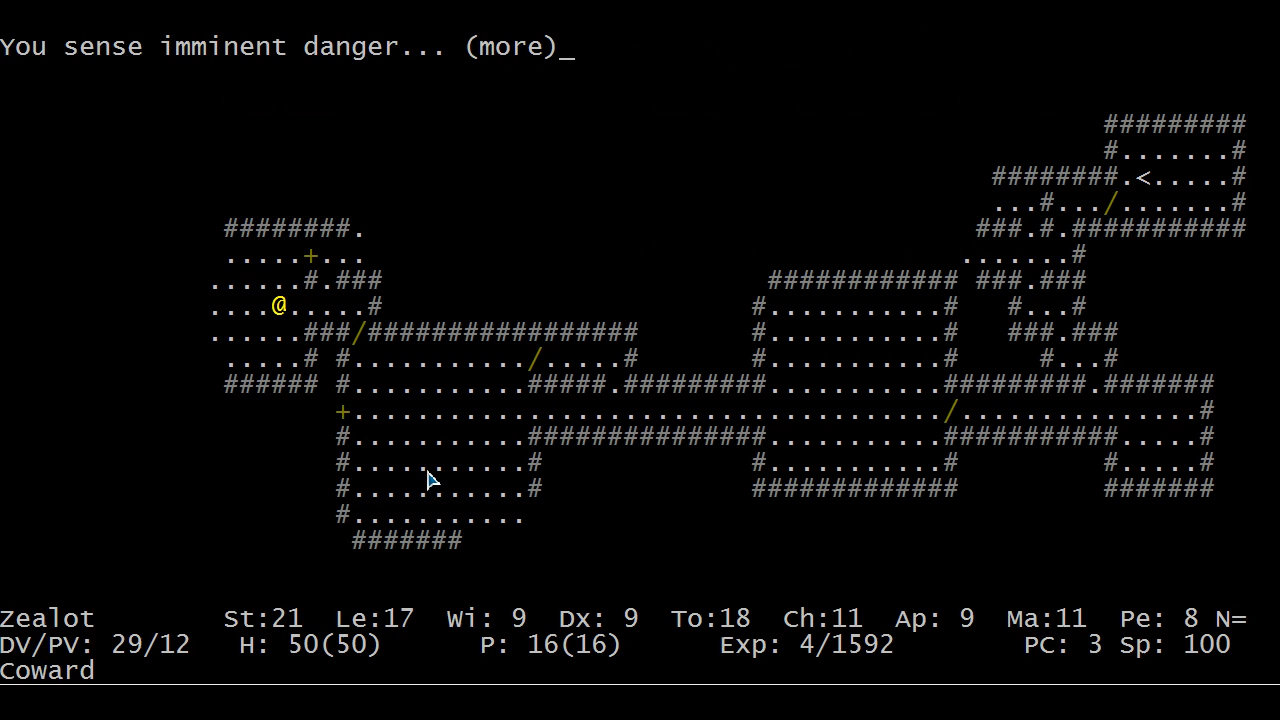 You sense imminent danger... (more)_
#########
#.......#
########.<.....#
...#.../.......#
########. ###.#.###########
.....+... .......#
......#.### ############ ###.###
....@.....# #...........# #...#
......###/################# #...........# ###.###
.....# #............/.....# #...........# #...#
###### #............#####.#########...........#########.#######
+............................................/...............#
#............###############...........###########.....#
#...........# #...........# #.....#
#...........# ############# #######
#...........
#######
Zealot St:21 Le:17 Wi: 9 Dx: 9 To:18 Ch:11 Ap: 9 Ma:11 Pe: 8 N=
DV/PV: 29/12 H: 50(50) P: 16(16) Exp: 4/1592 PC: 3 Sp: 100
Coward